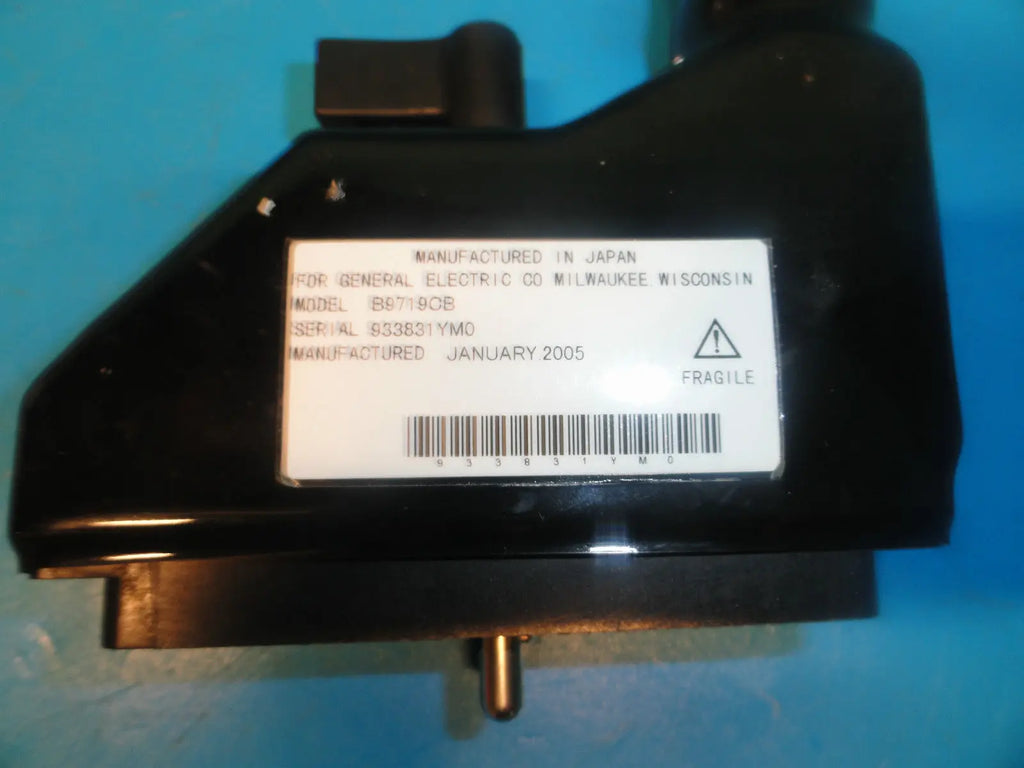 MANUFACTURED IN JAPAN
FOR GENERAL ELECTRIC CO MILWAUKEE WISCONSIN
MODEL B9719CB
SERIAL 933831YM0
MANUFACTURED JANUARY 2005
FRAGILE
933831YM0